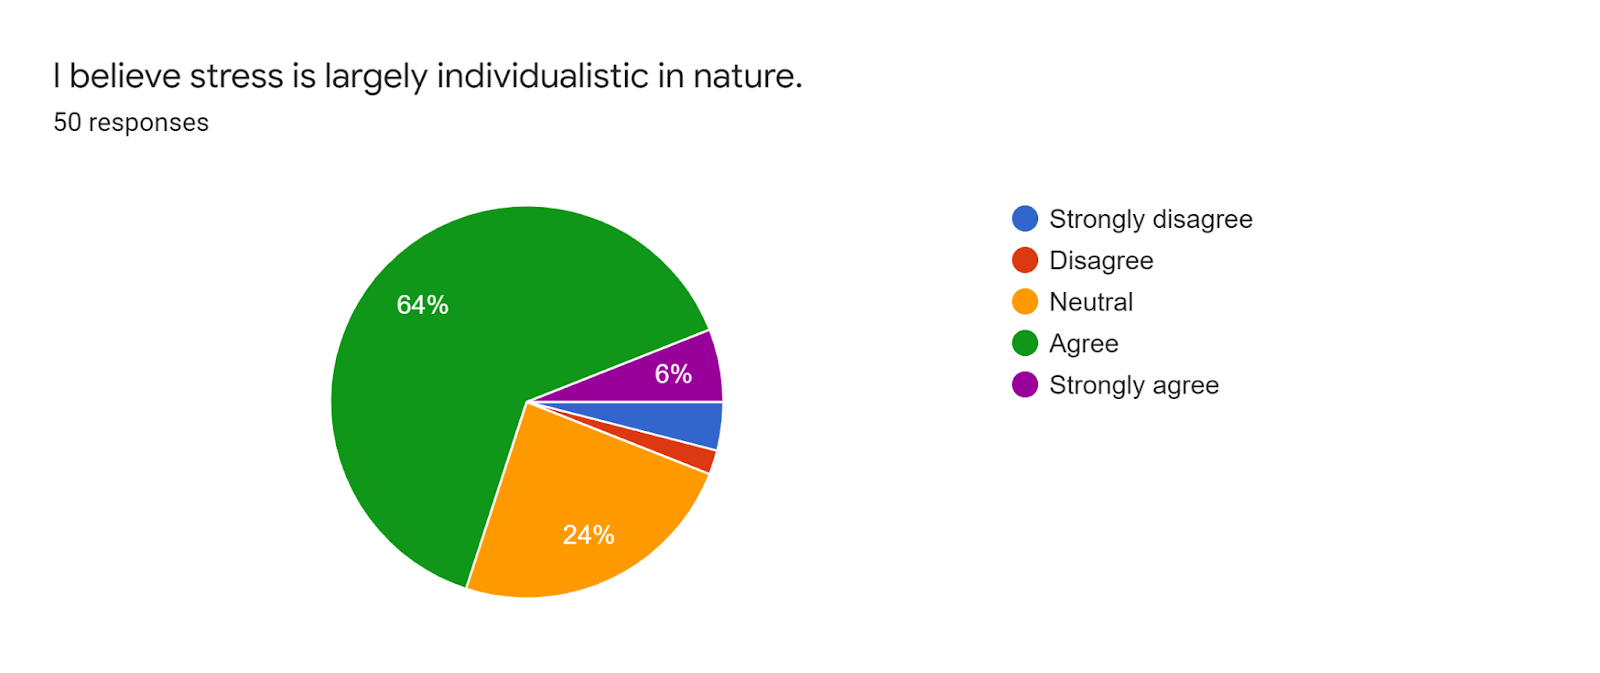 I believe stress is largely individualistic in nature.
50 responses
64%
6%
24%
Strongly disagree
Disagree
Neutral
Agree
Strongly agree